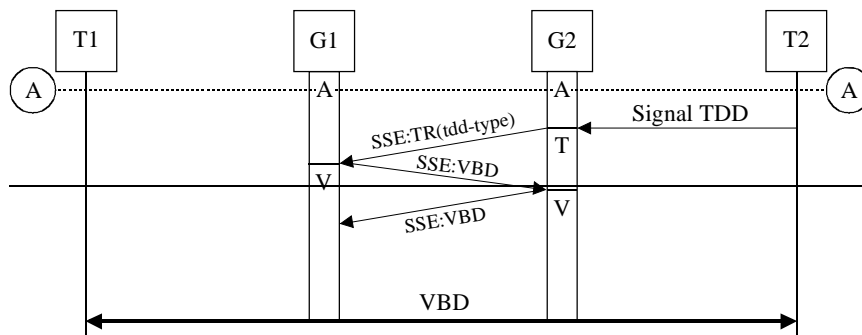 T1
G1
G2
T2
A
A
A
A
Signal TDD
SSE:TR(tdd-type)
T
SSE:VBD
V
V
SSE:VBD
VBD